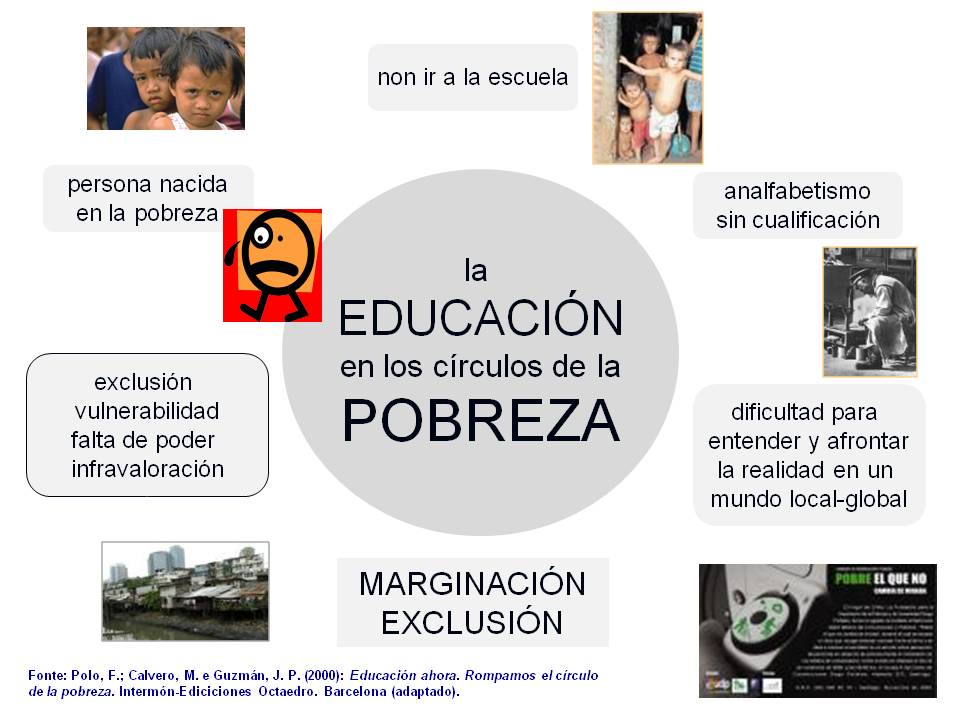 non ir a la escuela
persona nacida
en la pobreza
analfabetismo
sin cualificación
la
EDUCACIÓN
en los círculos de la
POBREZA
exclusión
vulnerabilidad
falta de poder
infravaloración
dificultad para
entender y afrontar
la realidad en un
mundo local-global
MARGINACIÓN
EXCLUSIÓN
POBRE EL QUE NO
CAMBIA DE MIRADA
Fonte: Polo, F.; Calvero, M. e Guzmán, J. P. (2000): Educación ahora. Rompamos el círculo
de la pobreza. Intermón-Ediciciones Octaedro. Barcelona (adaptado).